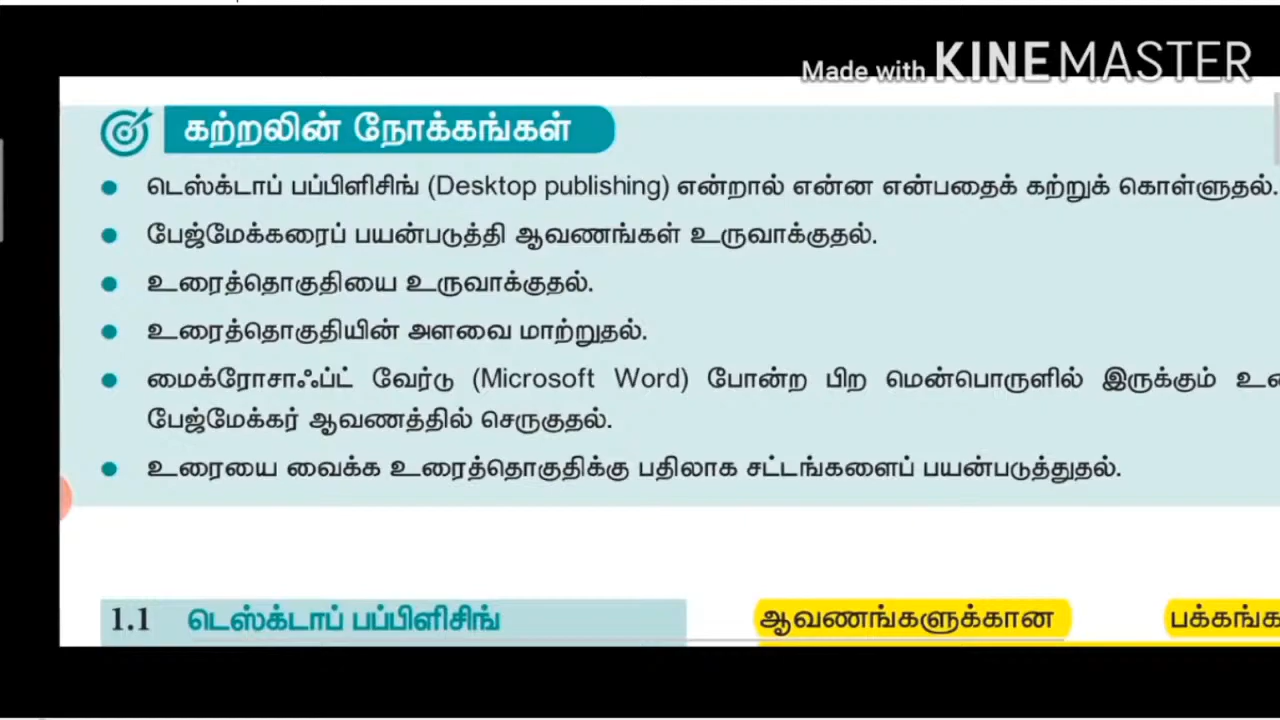 Made with KINEMASTER
கற்றலின் நோக்கங்கள்
டெஸ்க்டாப் பப்பிளிசிங் (Desktop publishing) என்றால் என்ன என்பதைக் கற்றுக் கொள்ளுதல்.
பேஜ்மேக்கரைப் பயன்படுத்தி ஆவணங்கள் உருவாக்குதல்.
உரைத்தொகுதியை உருவாக்குதல்.
உரைத்தொகுதியின் அளவை மாற்றுதல்.
மைக்ரோசாஃப்ட் வேர்டு (Microsoft Word) போன்ற பிற மென்பொருளில் இருக்கும்
பேஜ்மேக்கர் ஆவணத்தில் செருகுதல்.
உரையை வைக்க உரைத்தொகுதிக்கு பதிலாக சட்டங்களைப் பயன்படுத்துதல்.
1.1 டெஸ்க்டாப் பப்பிளிசிங்
ஆவணங்களுக்கான